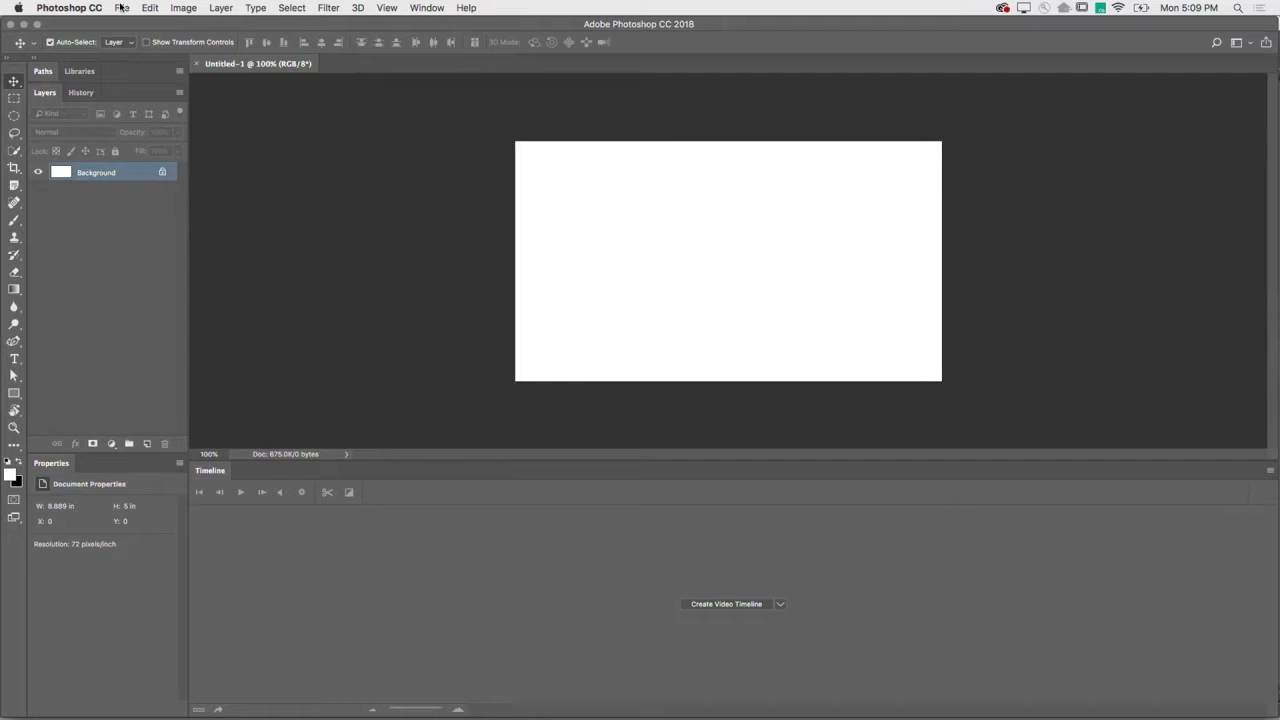 Photoshop CC File Edit Image Layer Type Select Filter 3D View Window Help Mon 5:09 PM
Adobe Photoshop CC 2018
Auto-Select: Layer Show Transform Controls 3D Mode:
Paths Libraries
Untitled-1 @ 100% (RGB/8*)
Layers History
Kind
Normal Opacity: 100%
Lock: Fill: 100%
Background
100% Doc: 675.0K/0 bytes
Properties
Timeline
Document Properties
W: 8.889 in H: 5 in
X: 0 Y: 0
Resolution: 72 pixels/inch
Create Video Timeline